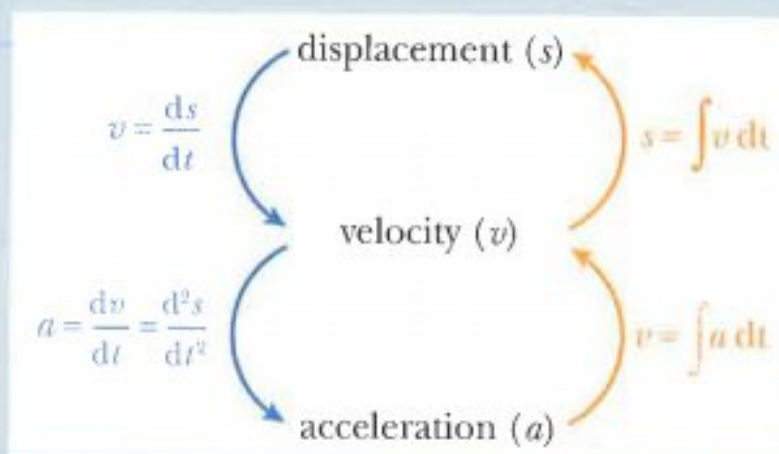 displacement (s)
v = ds/dt
s = ∫v dt
velocity (v)
a = dv/dt = d²s/dt²
v = ∫a dt
acceleration (a)